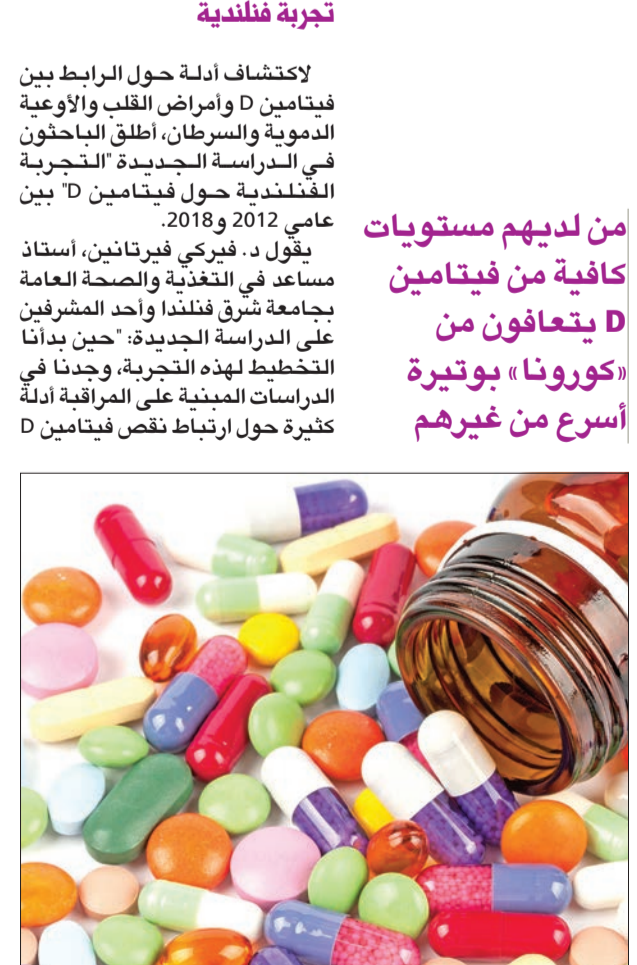 تجربة فنلندية
لاكتشاف أدلة حول الرابط بين
فيتامين D وأمراض القلب والأوعية
الدموية والسرطان، أطلق الباحثون
في الدراسة الجديدة "التجربة
الفنلندية حول فيتامين D" بين
عامي 2012 و2018.
يقول د. فيركي فيرتانين، أستاذ
مساعد في التغذية والصحة العامة
بجامعة شرق فنلندا وأحد المشرفين
على الدراسة الجديدة: "حين بدأنا
التخطيط لهذه التجربة، وجدنا في
الدراسات المبنية على المراقبة أدلة
كثيرة حول ارتباط نقص فيتامين D
من لديهم مستويات
كافية من فيتامين
D يتعافون من
«كورونا» بوتيرة
أسرع من غيرهم